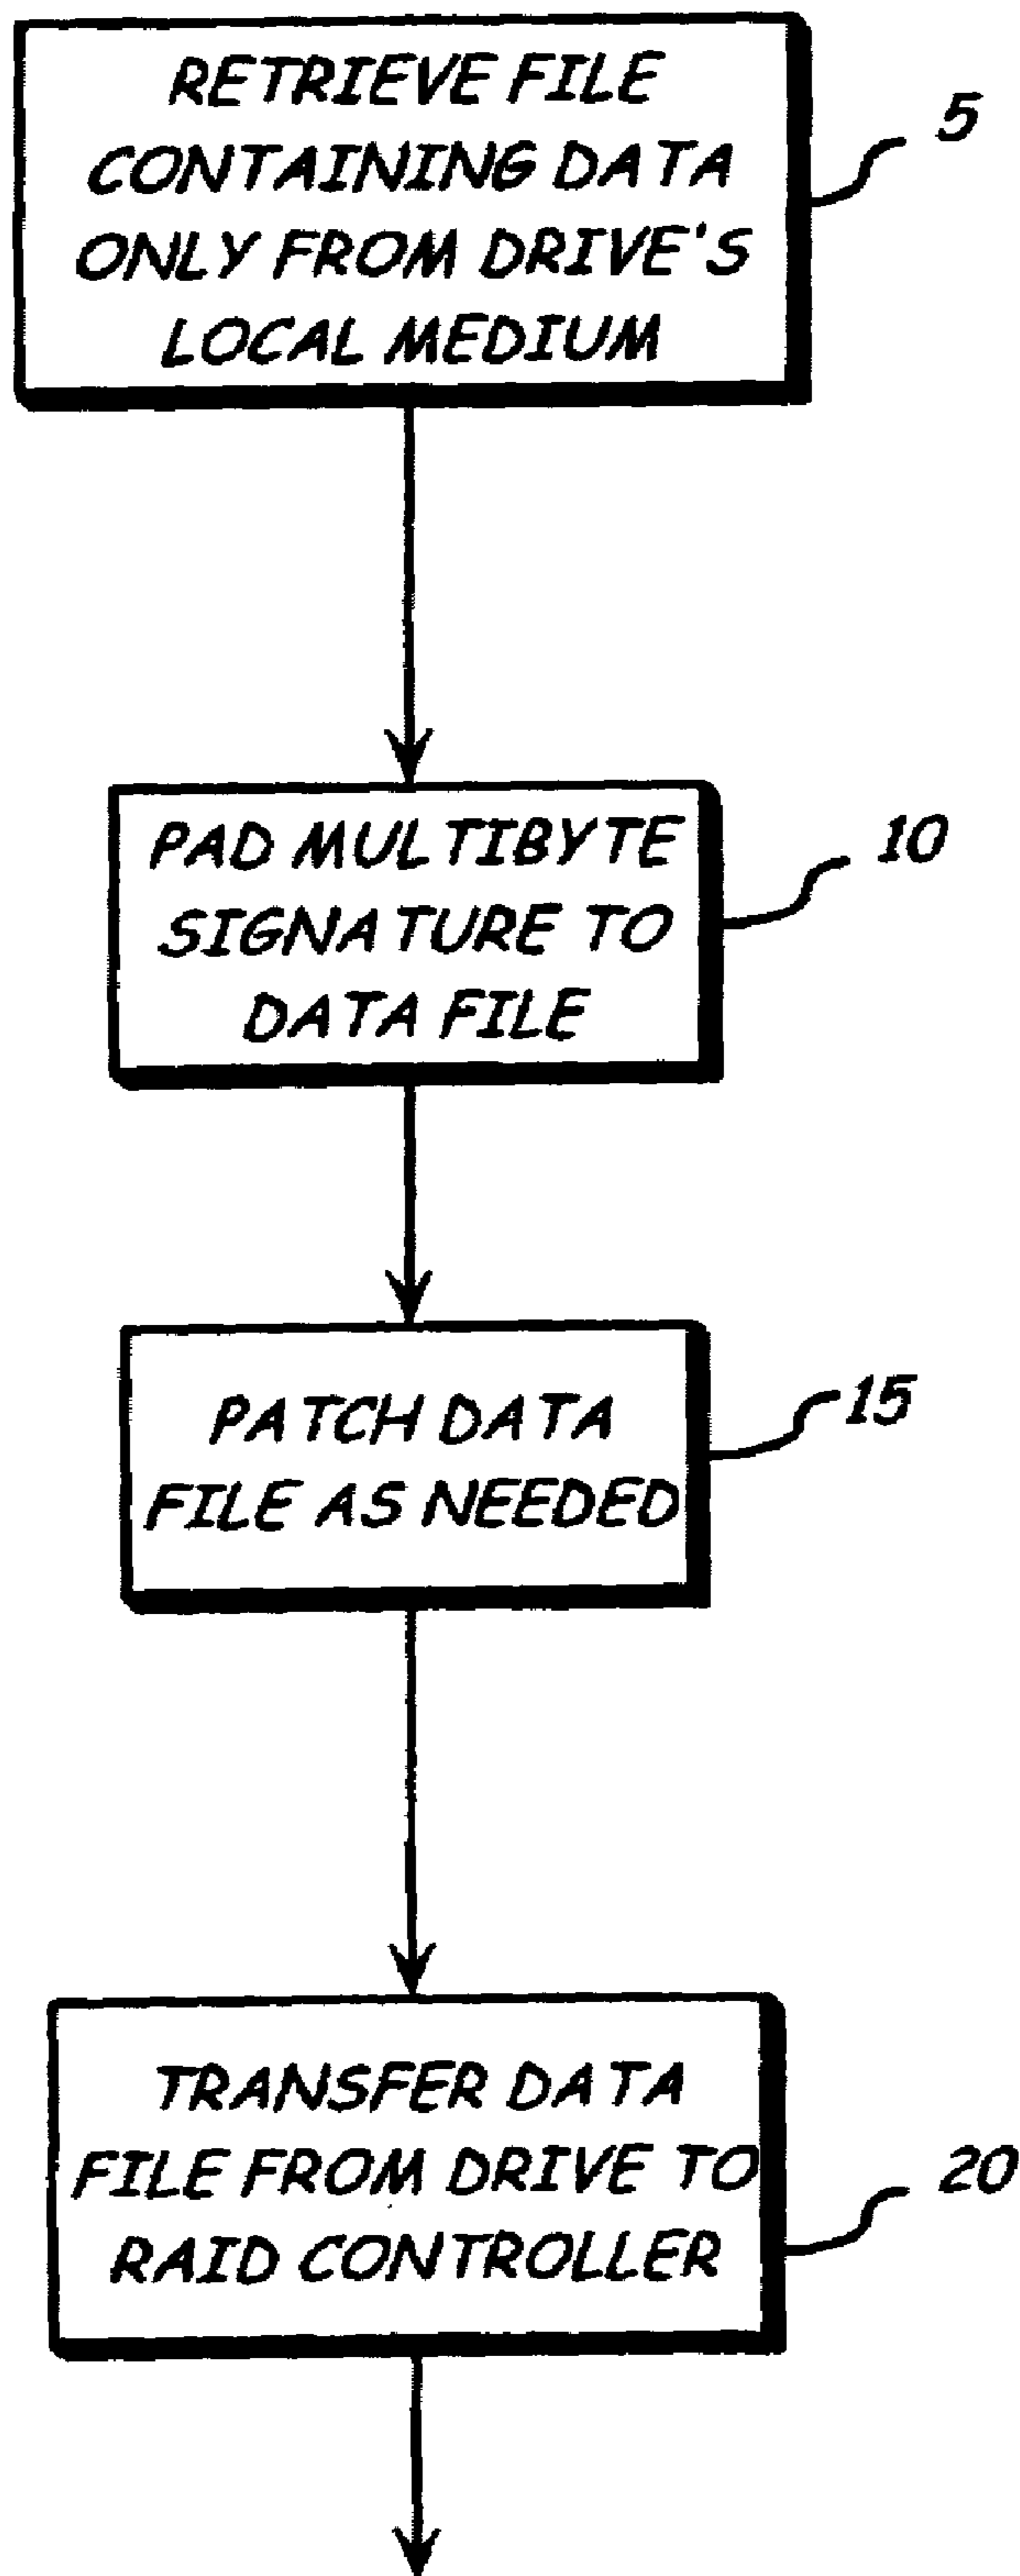 RETRIEVE FILE
CONTAINING DATA
ONLY FROM DRIVE'S
LOCAL MEDIUM
5
PAD MULTIBYTE
SIGNATURE TO
DATA FILE
10
PATCH DATA
FILE AS NEEDED
15
TRANSFER DATA
FILE FROM DRIVE TO
RAID CONTROLLER
20